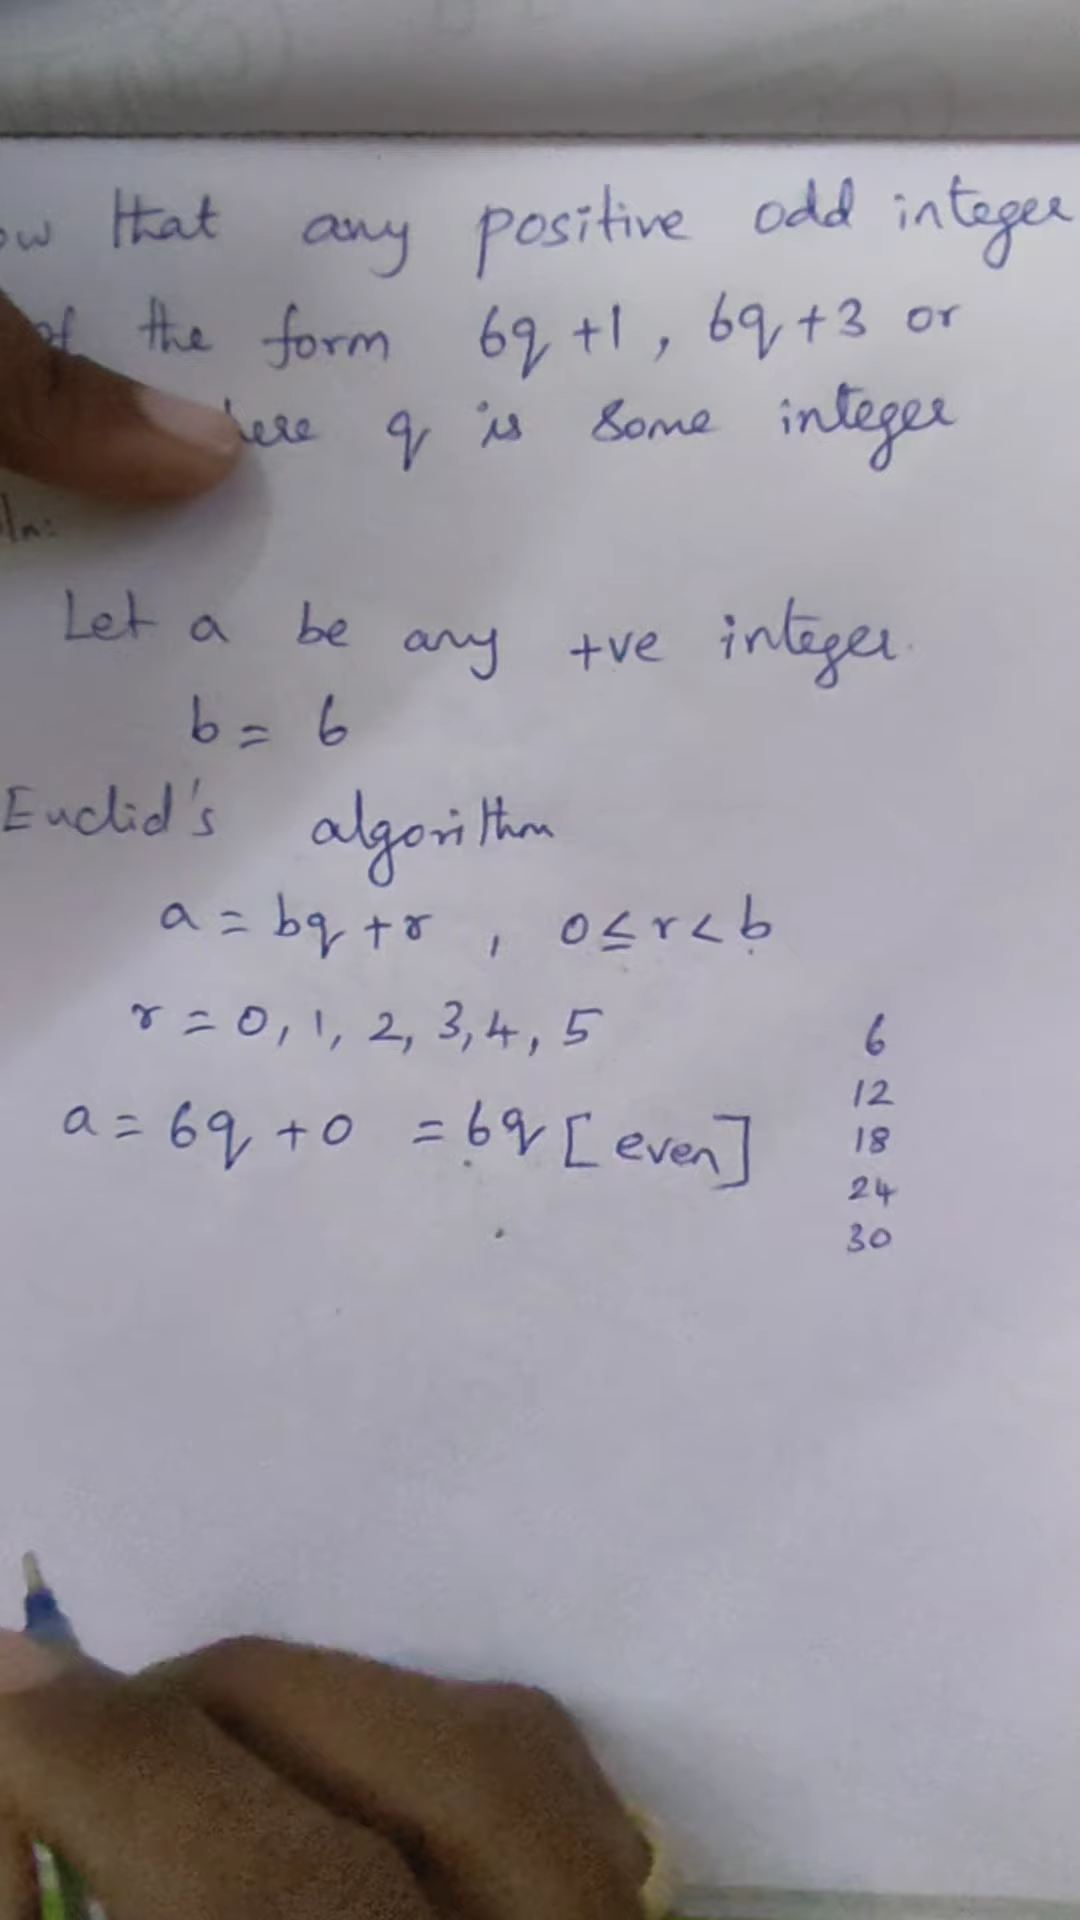 that any positive odd integer
of the form 6q +1, 6q +3 or
q is some integer
Let a be any +ve integer.
b = 6
Euclid's algorithm
a = bq + r , 0 ≤ r < b
r = 0, 1, 2, 3, 4, 5
a = 6q + 0 = 6q [even]
6
12
18
24
30